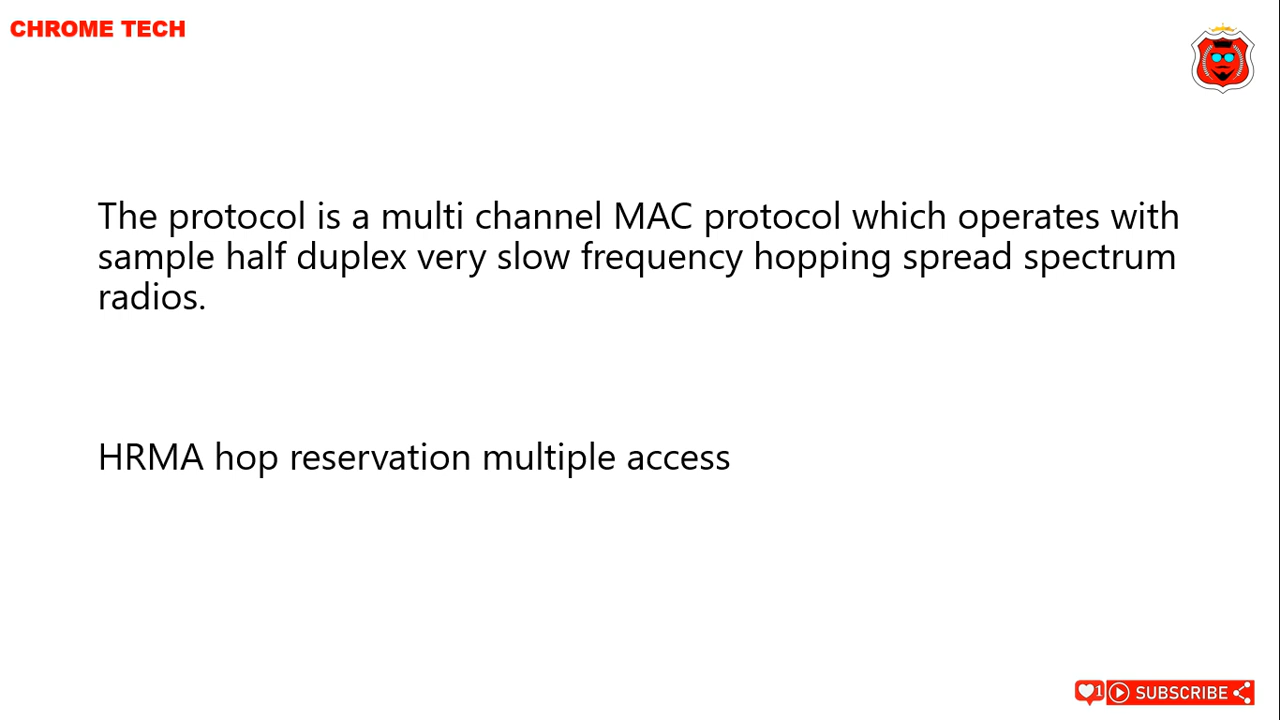 CHROME TECH
The protocol is a multi channel MAC protocol which operates with
sample half duplex very slow frequency hopping spread spectrum
radios.
HRMA hop reservation multiple access
1 SUBSCRIBE